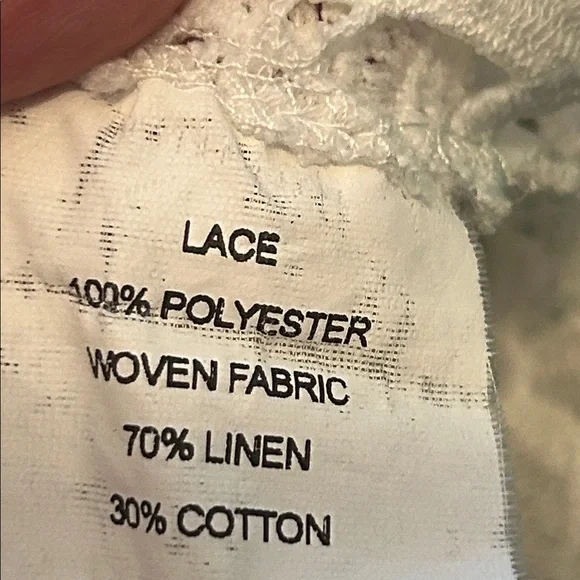 LACE
100% POLYESTER
WOVEN FABRIC
70% LINEN
30% COTTON